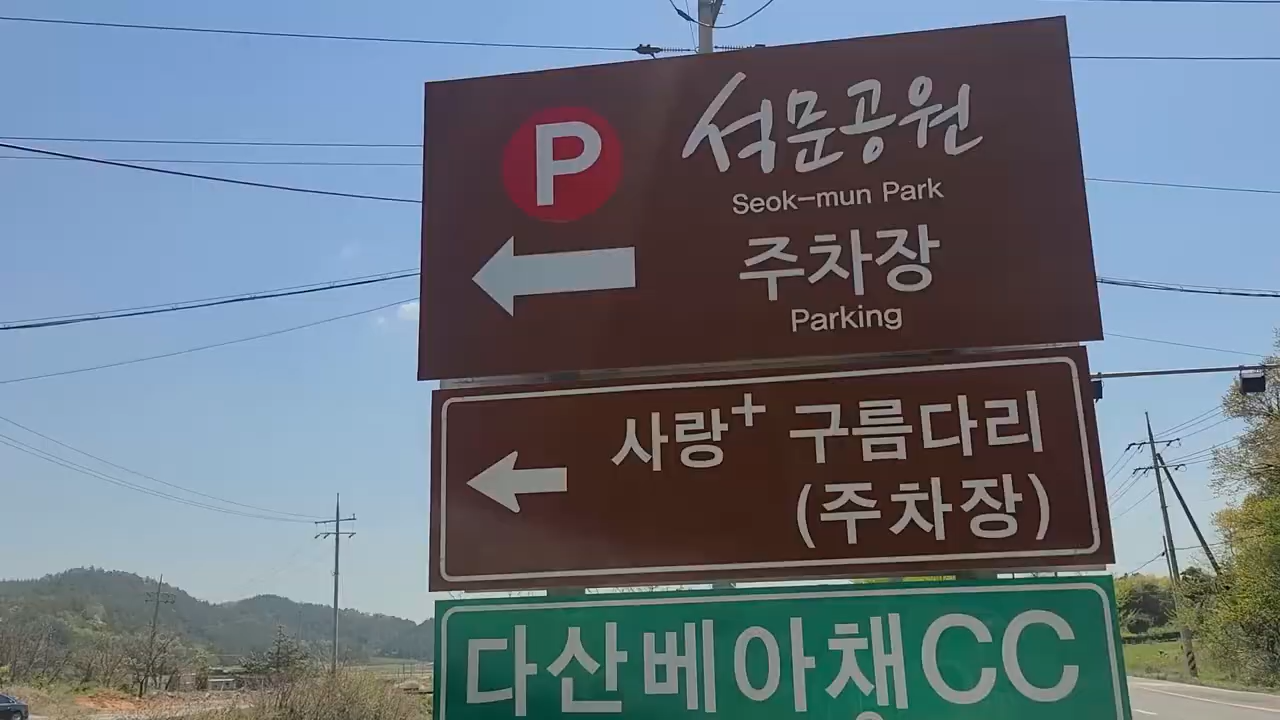 P
석문공원
Seok-mun Park
주차장
Parking
사랑+ 구름다리
(주차장)
다산베아채CC